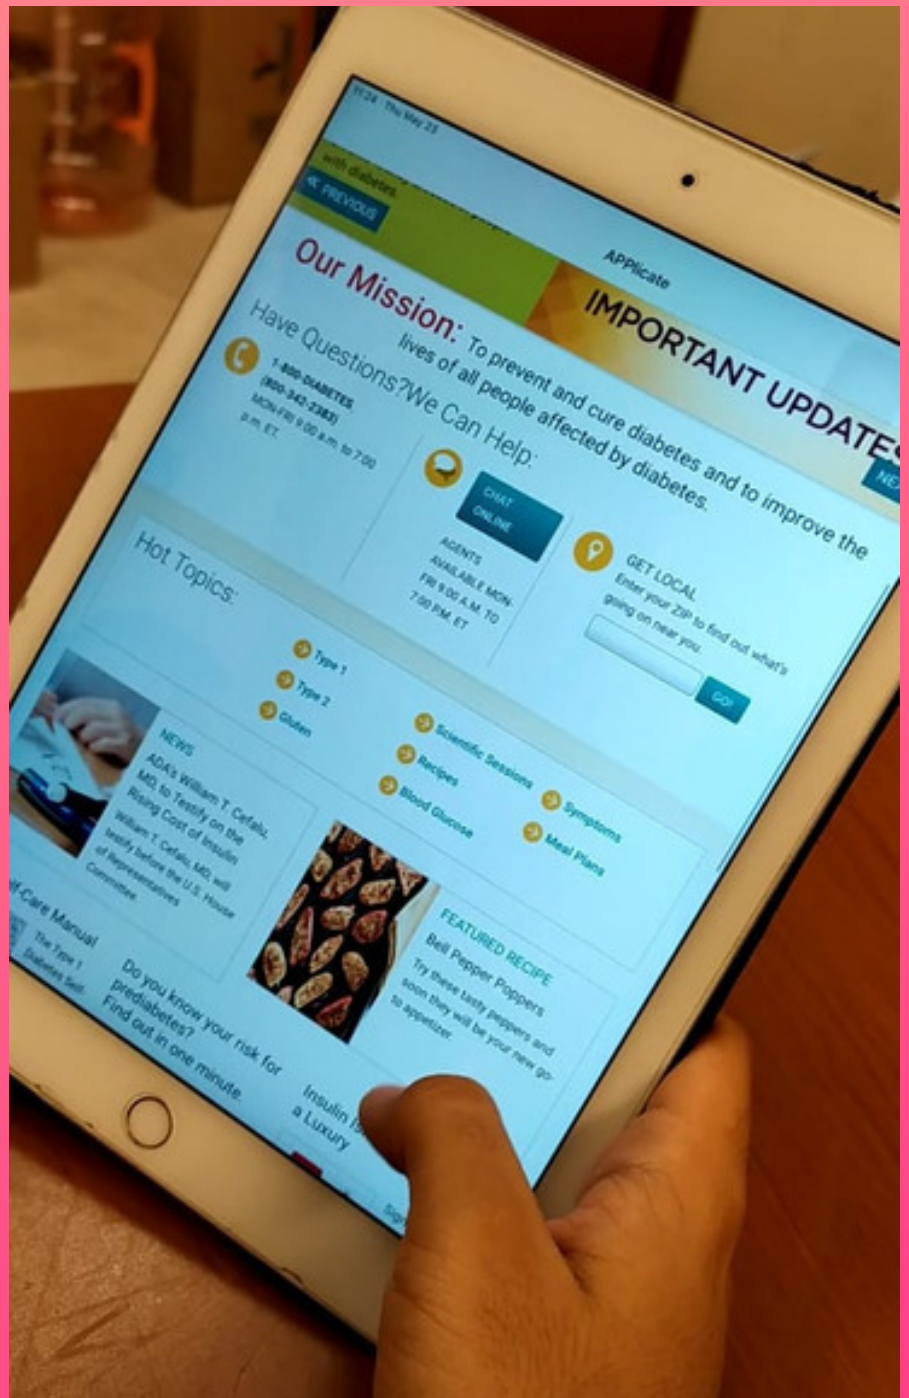 11:24 Thu May 23
APPlicate
with diabetes.
« PREVIOUS
IMPORTANT UPDATES
Our Mission: To prevent and cure diabetes and to improve the
lives of all people affected by diabetes.
Have Questions?We Can Help:
1-800-DIABETES
(800-342-2383)
MON-FRI 9:00 a.m. to 7:00
p.m. ET.
CHAT
ONLINE
AGENTS
AVAILABLE MON-
FRI 9:00 A.M. TO
7:00 P.M. ET
GET LOCAL
Enter your ZIP to find out what's
going on near you.
GO!
Hot Topics:
Type 1
Type 2
Gluten
Scientific Sessions
Recipes
Blood Glucose
Symptoms
Meal Plans
NEWS
ADA's William T. Cefalu,
MD, to Testify on the
Rising Cost of Insulin
William T. Cefalu, MD, will
testify before the U.S. House
of Representatives
Committee
FEATURED RECIPE
Bell Pepper Poppers
Try these tasty peppers and
soon they will be your new go-
to appetizer.
lf-Care Manual
The Type 1
Diabetes Self-
Do you know your risk for
prediabetes?
Find out in one minute.
Insulin Is
a Luxury